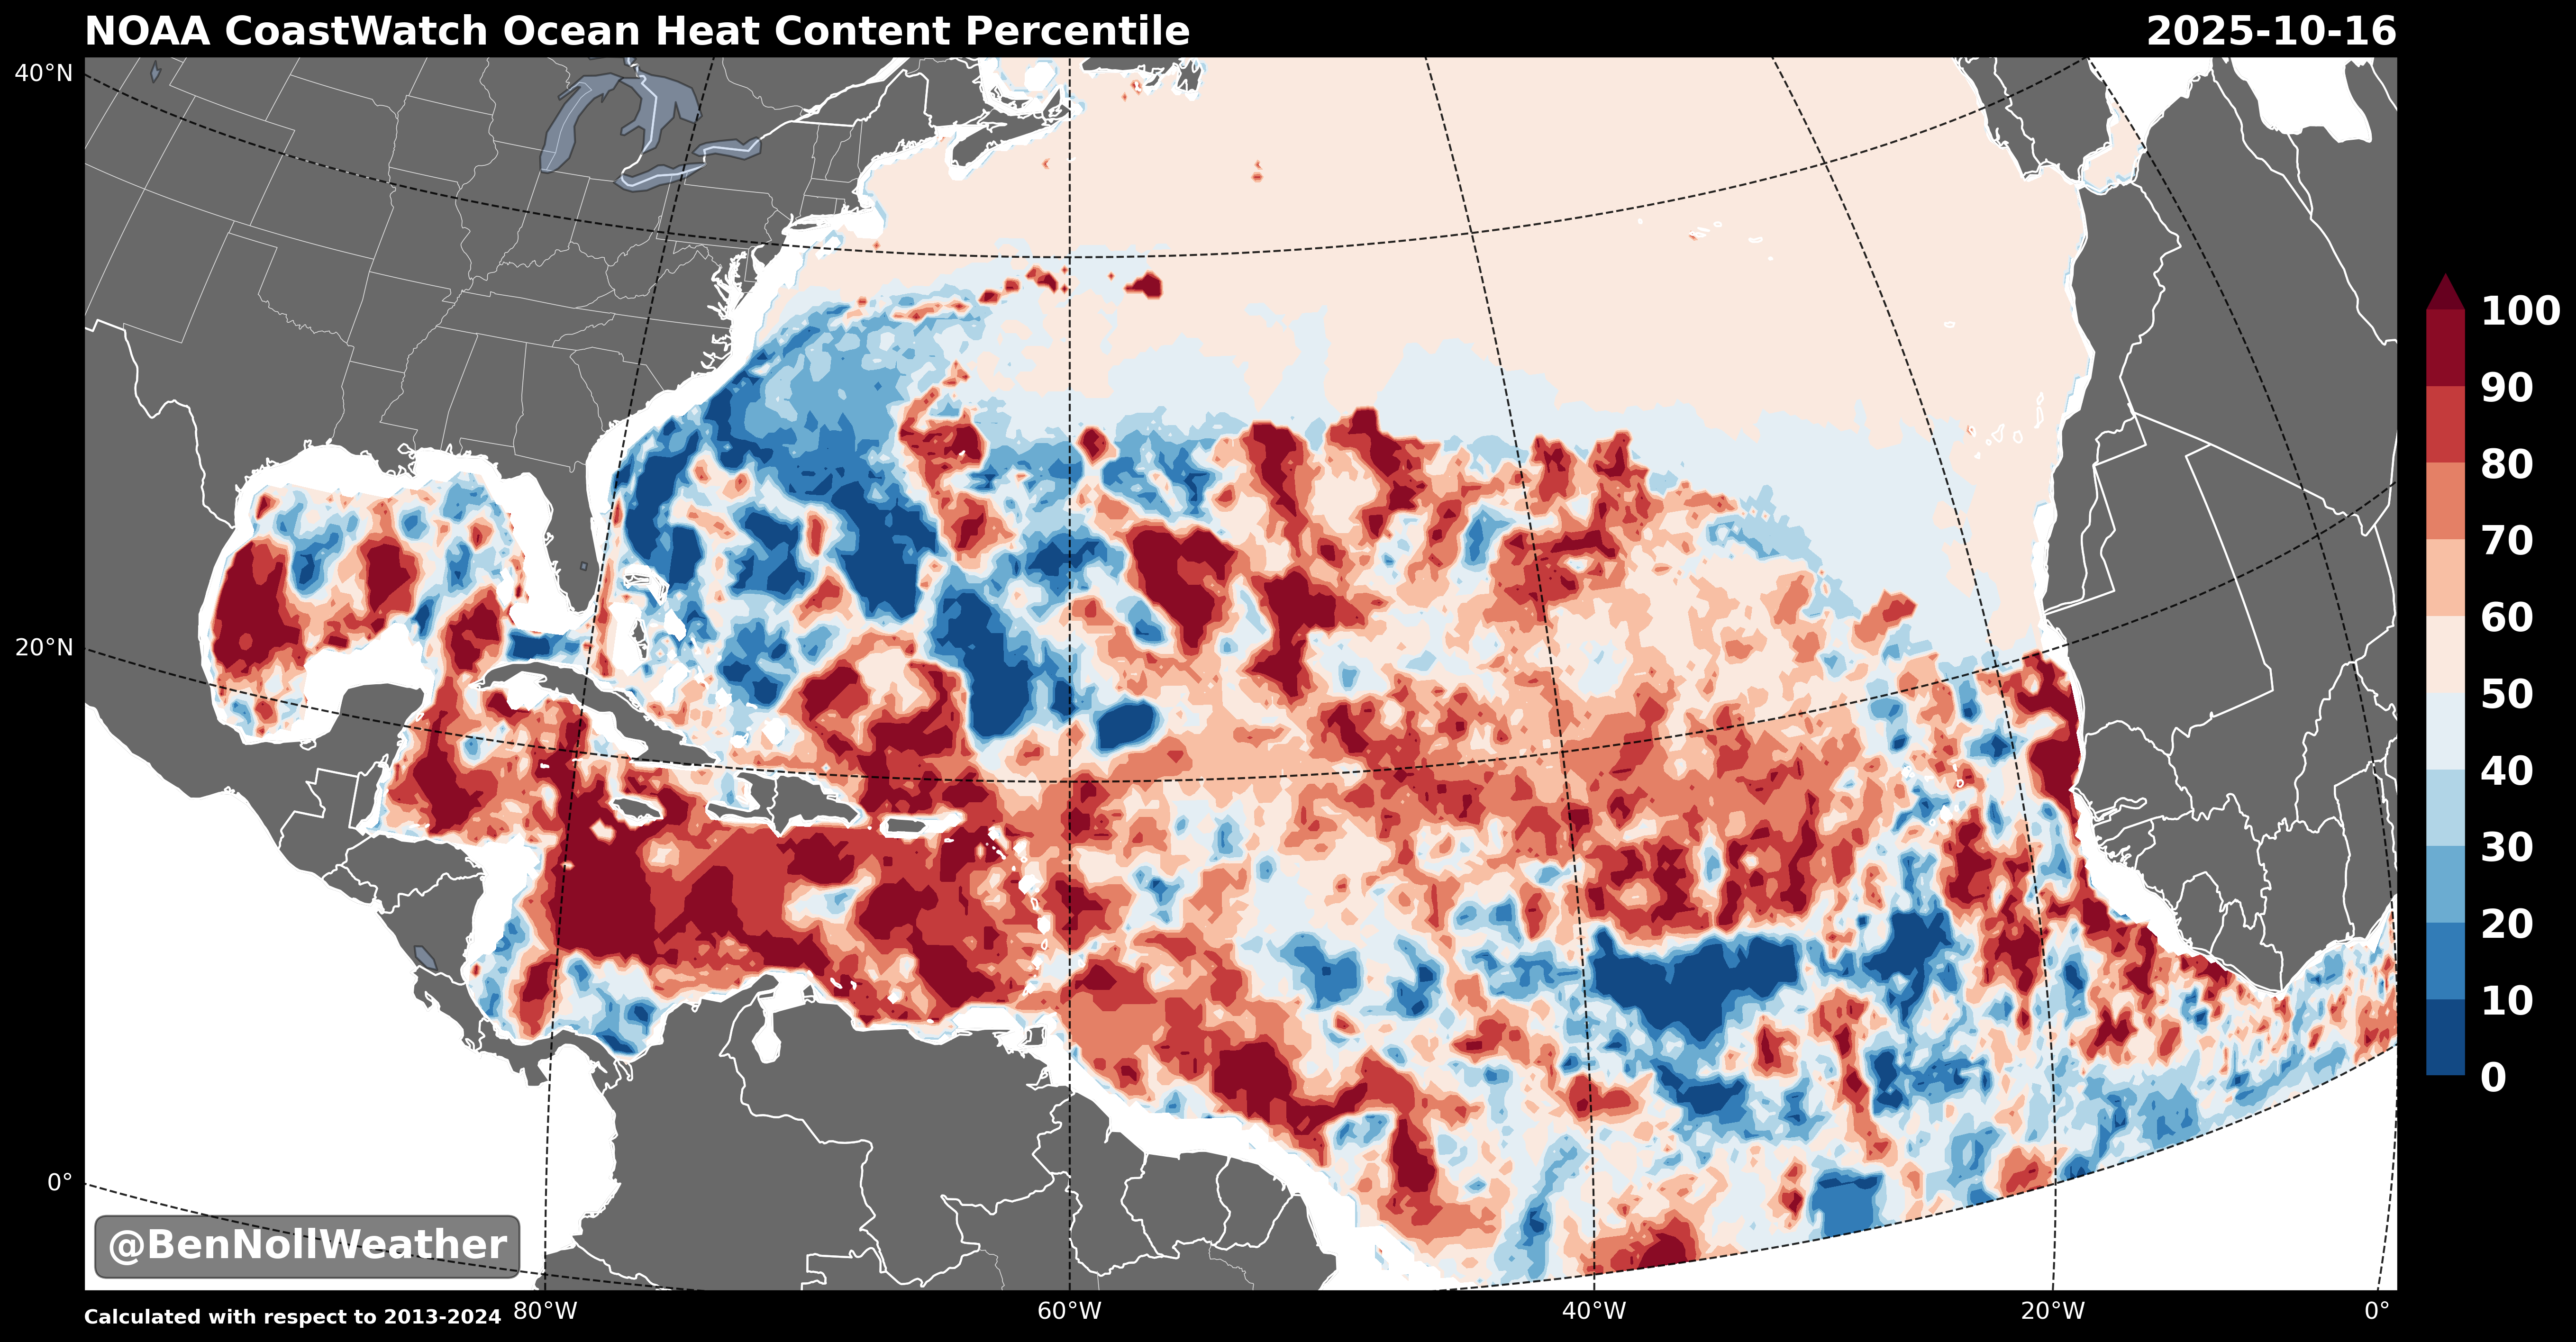 NOAA CoastWatch Ocean Heat Content Percentile
2025-10-16
40°N
20°N
0°
100
90
80
70
60
50
40
30
20
10
0
@BenNollWeather
Calculated with respect to 2013-2024
80°W
60°W
40°W
20°W
0°